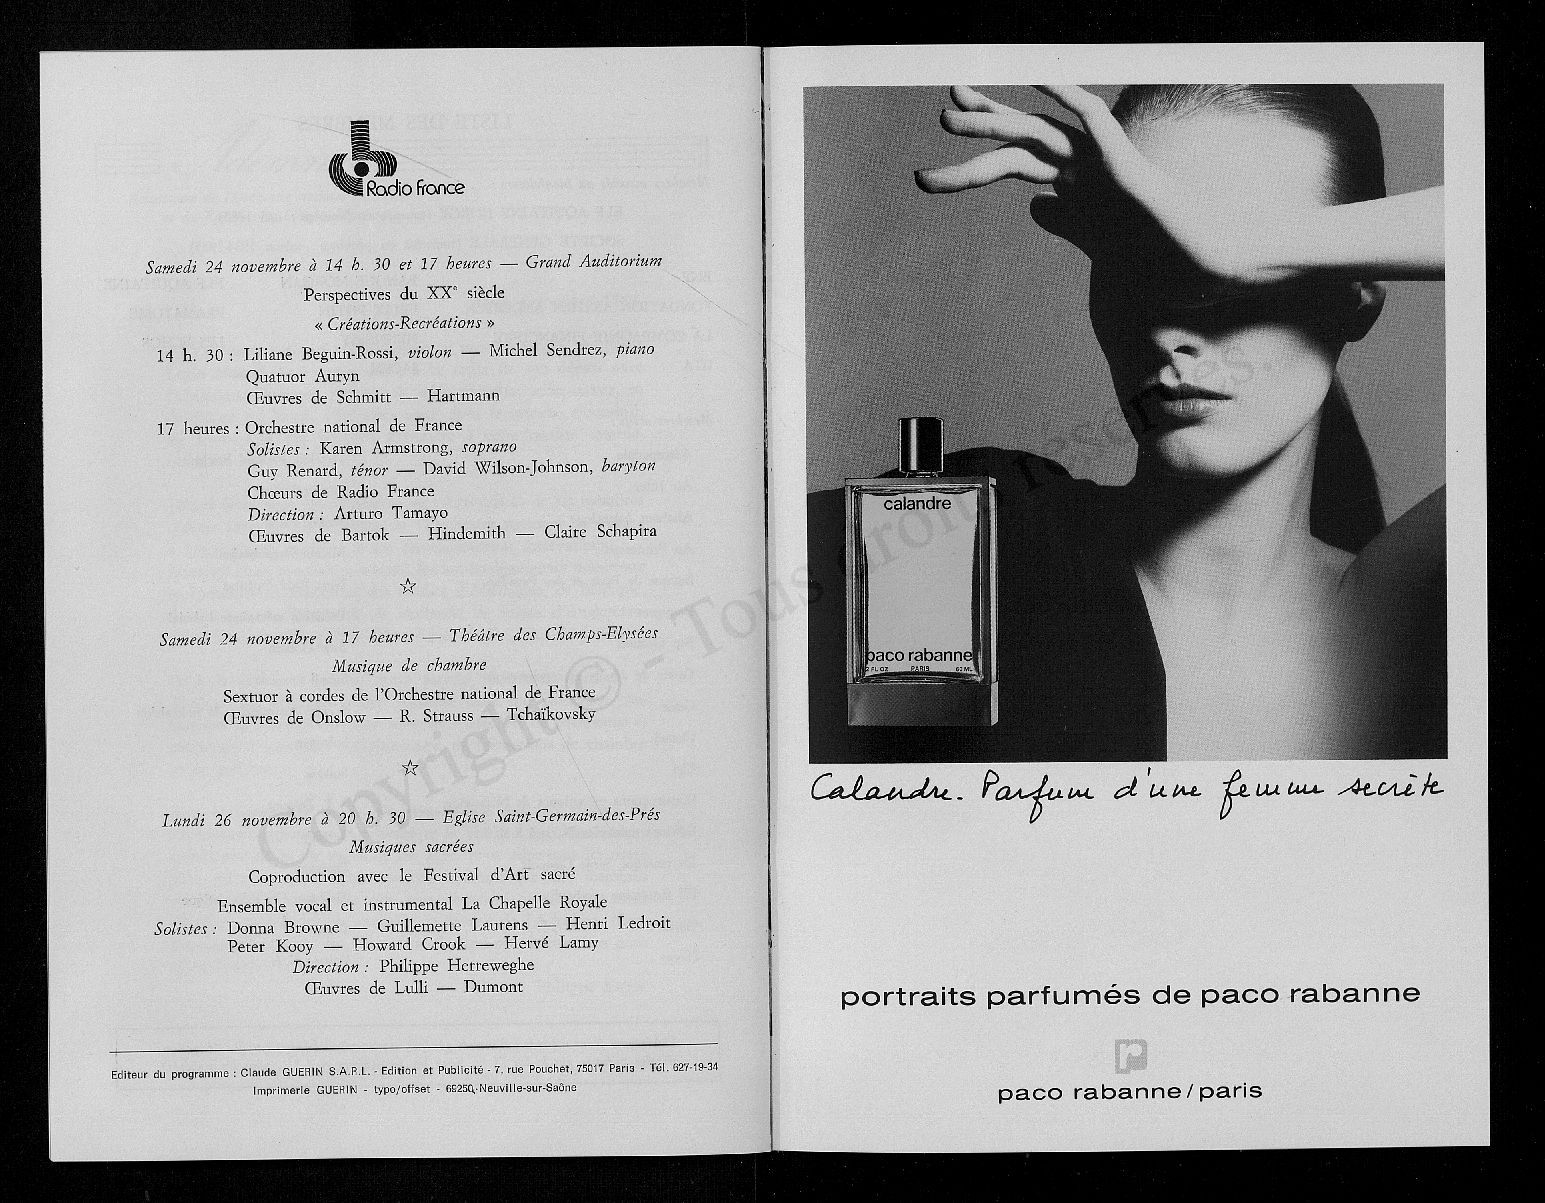 Radio France
Samedi 24 novembre à 14 h. 30 et 17 heures — Grand Auditorium
Perspectives du XXe siècle
« Créations-Recréations »
14 h. 30 : Liliane Beguin-Rossi, violon — Michel Sendrez, piano
Quatuor Auryn
Œuvres de Schmitt — Hartmann
17 heures : Orchestre national de France
Solistes : Karen Armstrong, soprano
Guy Renard, ténor — David Wilson-Johnson, baryton
Chœurs de Radio France
Direction : Arturo Tamayo
Œuvres de Bartok — Hindemith — Claire Schapira
☆
Samedi 24 novembre à 17 heures — Théâtre des Champs-Elysées
Musique de chambre
Sextuor à cordes de l'Orchestre national de France
Œuvres de Onslow — R. Strauss — Tchaïkovsky
☆
Lundi 26 novembre à 20 h. 30 — Eglise Saint-Germain-des-Prés
Musiques sacrées
Coproduction avec le Festival d'Art sacré
Ensemble vocal et instrumental La Chapelle Royale
Solistes : Donna Browne — Guillemette Laurens — Henri Ledroit
Peter Kooy — Howard Crook — Hervé Lamy
Direction : Philippe Herreweghe
Œuvres de Lulli — Dumont
Editeur du programme : Claude GUERIN S.A.R.L. - Edition et Publicité - 7, rue Pouchet, 75017 Paris - Tél. 627-19-34
Imprimerie GUERIN - typo/offset - 69250 Neuville-sur-Saône
Copyright © - Tous droits réservés.
calandre
paco rabanne
2 FL OZ PARIS 60 ML
Calandre. Parfum d'une femme secrète
portraits parfumés de paco rabanne
paco rabanne / paris